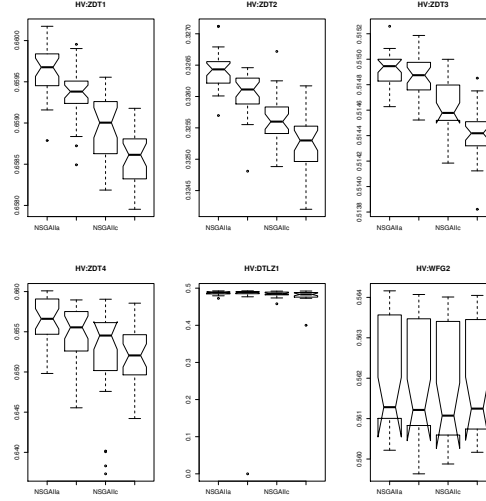 HV:ZDT1
0.6600
0.6595
0.6590
0.6585
0.6580
NSGAIIa NSGAIIc
HV:ZDT2
0.3270
0.3265
0.3260
0.3255
0.3250
0.3245
NSGAIIa NSGAIIc
HV:ZDT3
0.5152
0.5150
0.5148
0.5146
0.5144
0.5142
0.5140
0.5138
NSGAIIa NSGAIIc
HV:ZDT4
0.660
0.655
0.650
0.645
0.640
NSGAIIa NSGAIIc
HV:DTLZ1
0.5
0.4
0.3
0.2
0.1
0.0
NSGAIIa NSGAIIc
HV:WFG2
0.564
0.563
0.562
0.561
0.560
NSGAIIa NSGAIIc